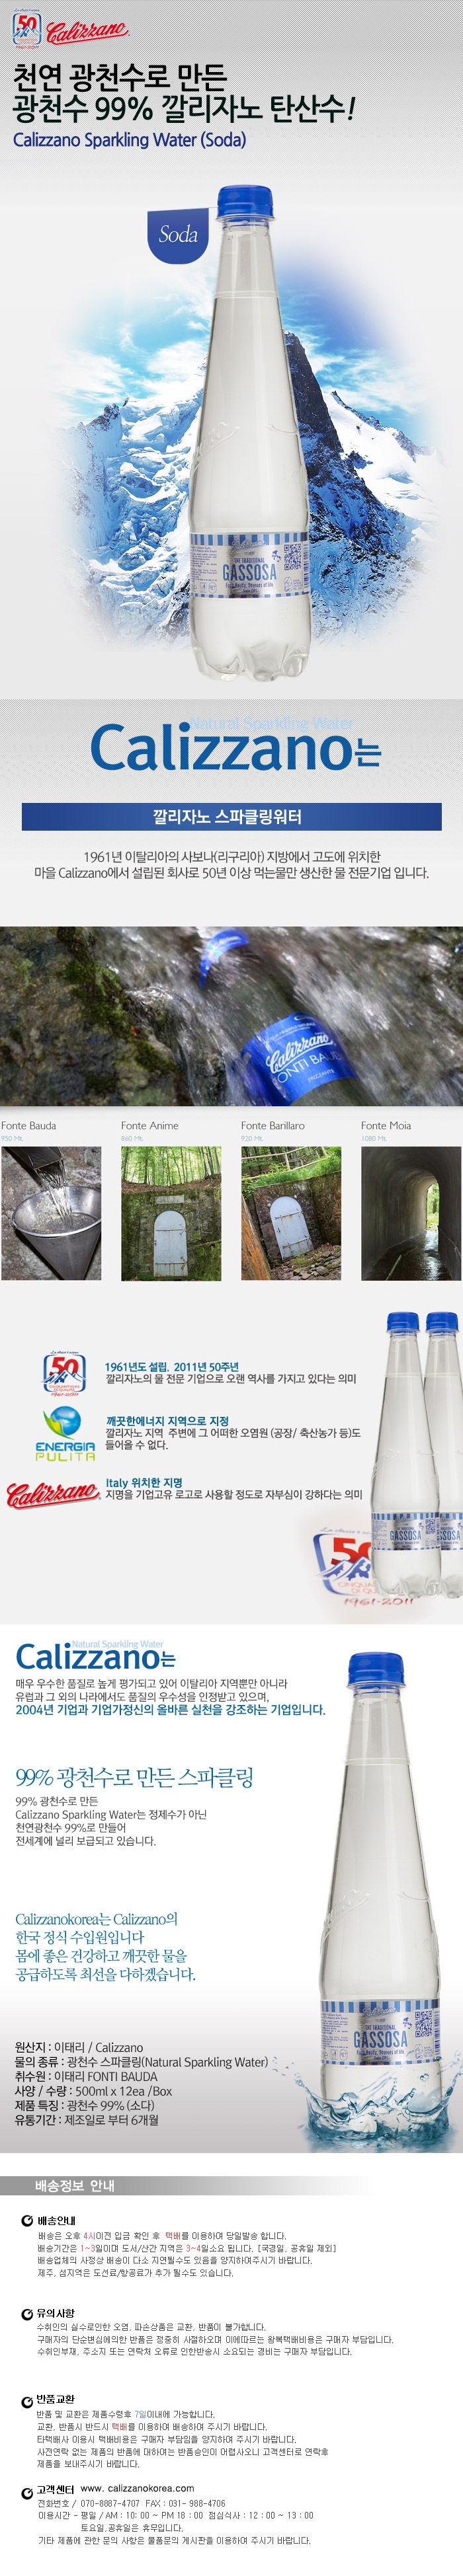 50
Calizzano
천연 광천수로 만든
광천수 99% 깔리자노 탄산수!
Calizzano Sparkling Water (Soda)
Soda
THE TRADITIONAL
GASSOSA
Natural Sparkling Water
Calizzano는
깔리자노 스파클링워터
1961년 이탈리아의 사보나(리구리아) 지방에서 고도에 위치한
마을 Calizzano에서 설립된 회사로 50년 이상 먹는물만 생산한 물 전문기업 입니다.
Calizzano
FONTI BAUDA
FRIZZANTE
Fonte Bauda
950 Mt.
Fonte Anime
860 Mt.
Fonte Barillaro
920 Mt.
Fonte Moia
1080 Mt.
50
1961-2011
1961년도 설립, 2011년 50주년
깔리자노의 물 전문 기업으로 오랜 역사를 가지고 있다는 의미
ENERGIA
PULITA
깨끗한에너지 지역으로 지정
깔리자노 지역 주변에 그 어떠한 오염원 (공장/ 축산농가 등)도
들어올 수 없다.
Calizzano
Italy 위치한 지명
지명을 기업고유 로고로 사용할 정도로 자부심이 강하다는 의미
GASSOSA
50
1961-2011
Natural Sparkling Water
Calizzano는
매우 우수한 품질로 높게 평가되고 있어 이탈리아 지역뿐만 아니라
유럽과 그 외의 나라에서도 품질의 우수성을 인정받고 있으며,
2004년 기업과 기업가정신의 올바른 실천을 강조하는 기업입니다.
99% 광천수로 만든 스파클링
99% 광천수로 만든
Calizzano Sparkling Water는 정제수가 아닌
천연광천수 99%로 만들어
전세계에 널리 보급되고 있습니다.
Calizzanokorea는 Calizzano의
한국 정식 수입원입니다
몸에 좋은 건강하고 깨끗한 물을
공급하도록 최선을 다하겠습니다.
THE TRADITIONAL
GASSOSA
원산지 : 이태리 / Calizzano
물의 종류 : 광천수 스파클링(Natural Sparkling Water)
취수원 : 이태리 FONTI BAUDA
사양 / 수량 : 500ml x 12ea /Box
제품 특징 : 광천수 99% (소다)
유통기간 : 제조일로 부터 6개월
배송정보 안내
배송안내
배송은 오후 4시이전 입금 확인 후 택배를 이용하여 당일발송 합니다.
배송기간은 1~3일이며 도서/산간 지역은 3~4일소요 됩니다. [국경일, 공휴일 제외]
배송업체의 사정상 배송이 다소 지연될수도 있음을 양지하여주시기 바랍니다.
제주, 섬지역은 도선료/항공료가 추가 될수도 있습니다.
유의사항
수취인의 실수로인한 오염, 파손상품은 교환, 반품이 불가합니다.
구매자의 단순변심에의한 반품은 정중히 사절하오며 이에따르는 왕복택배비용은 구매자 부담입니다.
수취인부재, 주소지 또는 연락처 오류로 인한반송시 소요되는 경비는 구매자 부담입니다.
반품교환
반품 및 교환은 제품수령후 7일이내에 가능합니다.
교환, 반품시 반드시 택배를 이용하여 배송하여 주시기 바랍니다.
타택배사 이용시 택배비용은 구매자 부담임을 양지하여 주시기 바랍니다.
사전연락 없는 제품의 반품에 대하여는 반품승인이 어렵사오니 고객센터로 연락후
제품을 보내주시기 바랍니다.
고객센터 www. calizzanokorea.com
전화번호 / 070-8887-4707 FAX : 031- 988-4706
이용시간 - 평일 / AM : 10: 00 ~ PM 18 : 00 점심식사 : 12 : 00 ~ 13 : 00
토요일,공휴일은 휴무입니다.
기타 제품에 관한 문의 사항은 물품문의 게시판을 이용하여 주시기 바랍니다.